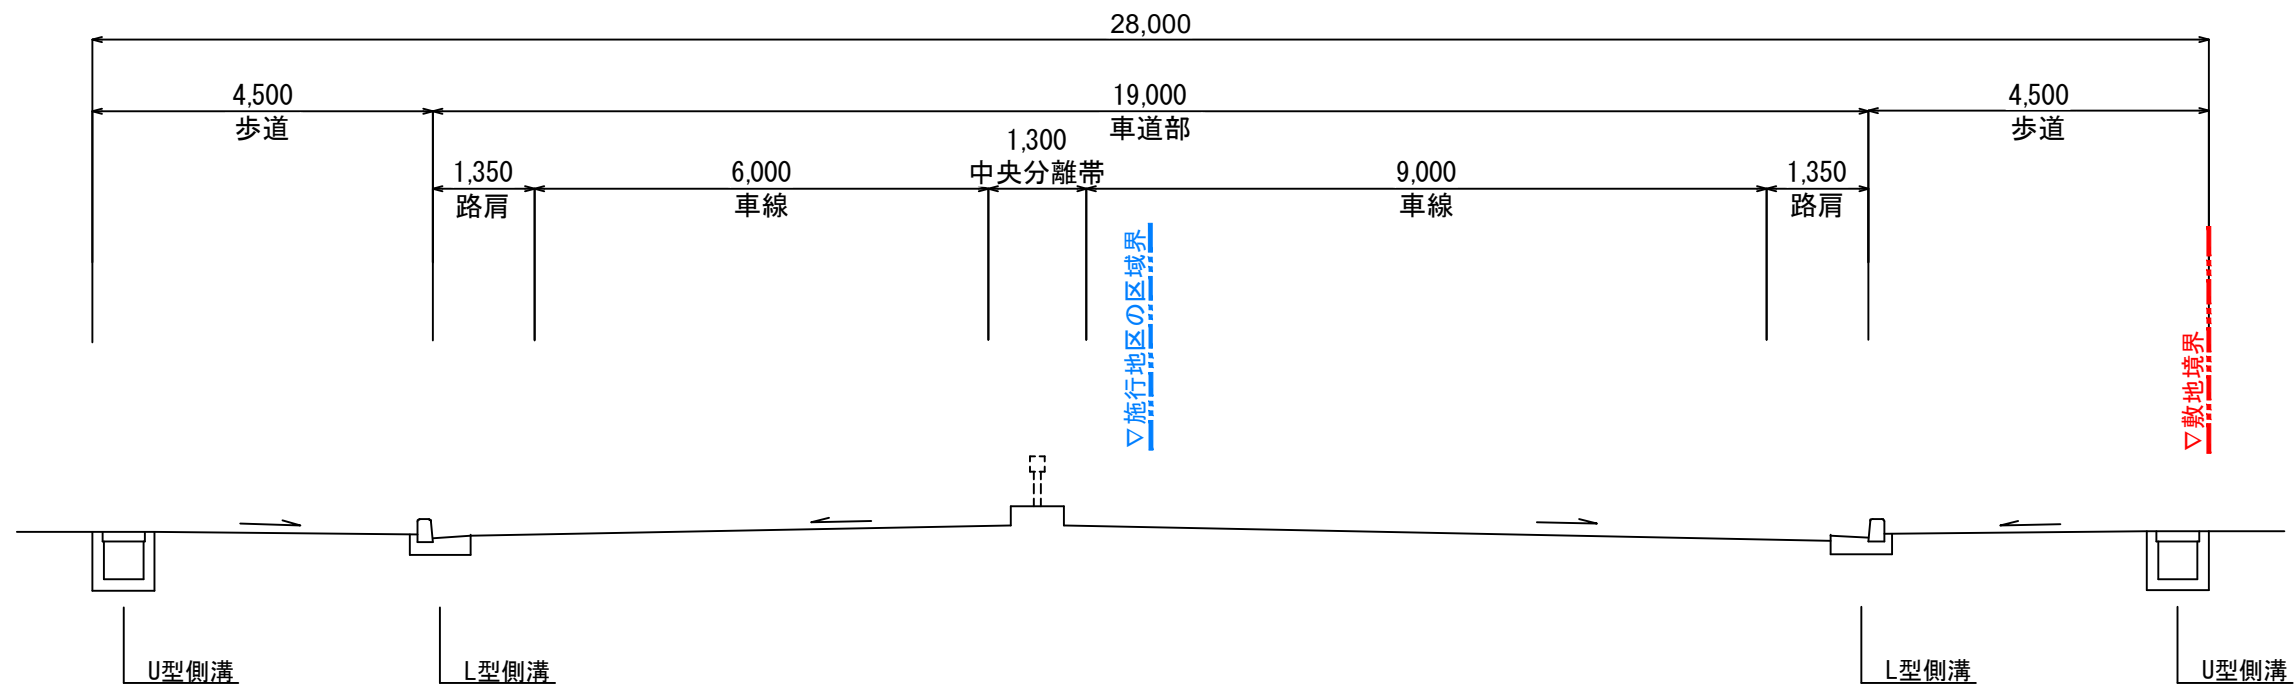 28,000
4,500
歩道
19,000
車道部
4,500
歩道
1,350
路肩
6,000
車線
1,300
中央分離帯
9,000
車線
1,350
路肩
▽施行地区の区域界
▽敷地境界
U型側溝
L型側溝
L型側溝
U型側溝